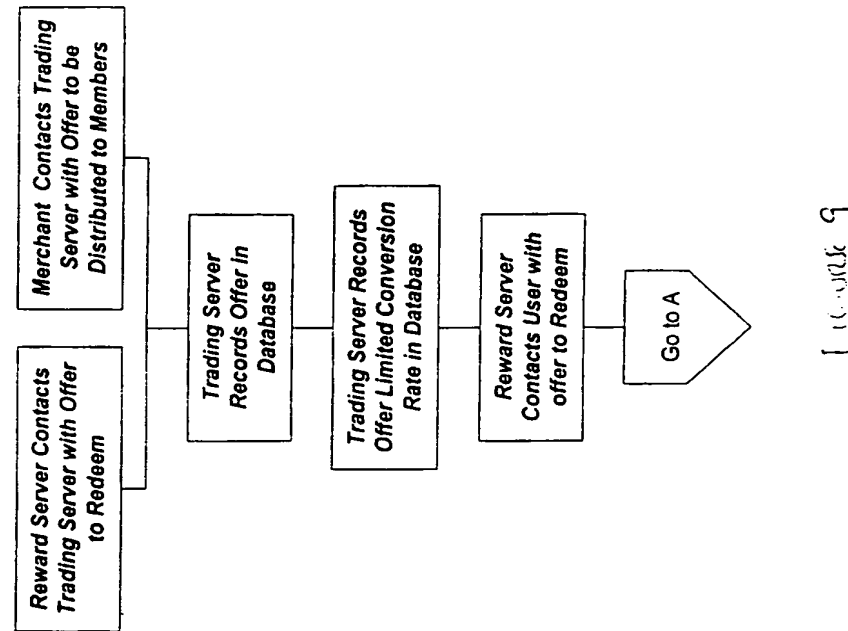 Reward Server Contacts
Trading Server with Offer
to Redeem
Merchant Contacts Trading
Server with Offer to be
Distributed to Members
Trading Server
Records Offer in
Database
Trading Server Records
Offer Limited Conversion
Rate in Database
Reward Server
Contacts User with
offer to Redeem
Go to A
9